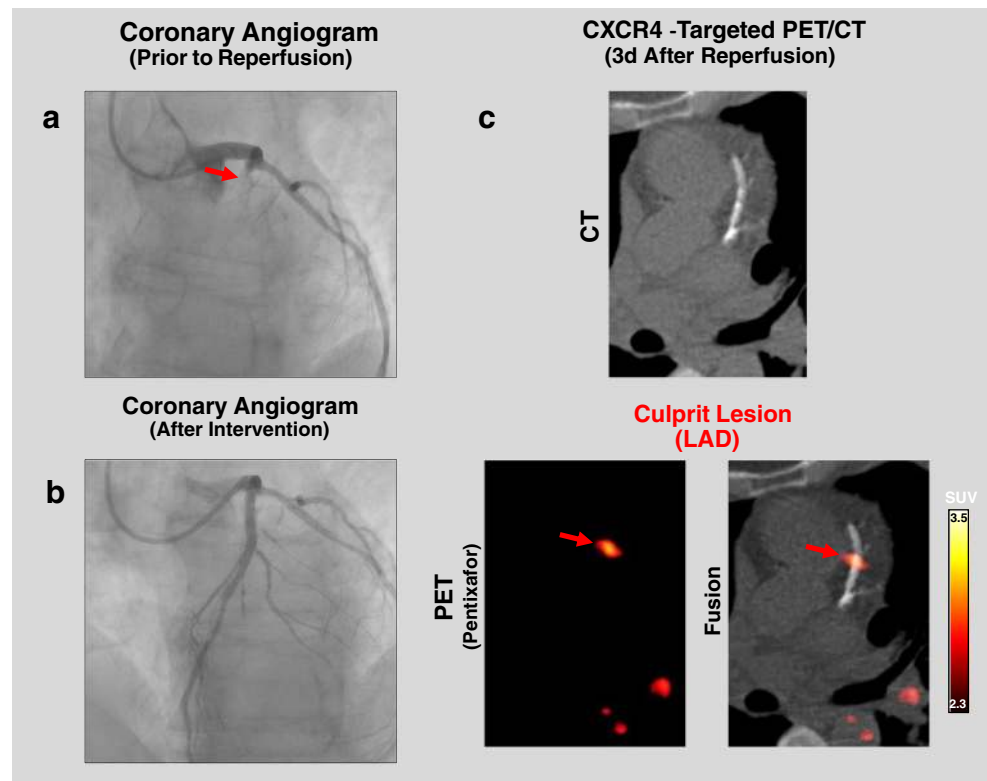 Coronary Angiogram
(Prior to Reperfusion)
a
Coronary Angiogram
(After Intervention)
b
CXCR4 -Targeted PET/CT
(3d After Reperfusion)
c
CT
Culprit Lesion
(LAD)
PET
(Pentixafor)
Fusion
SUV
3.5
2.3